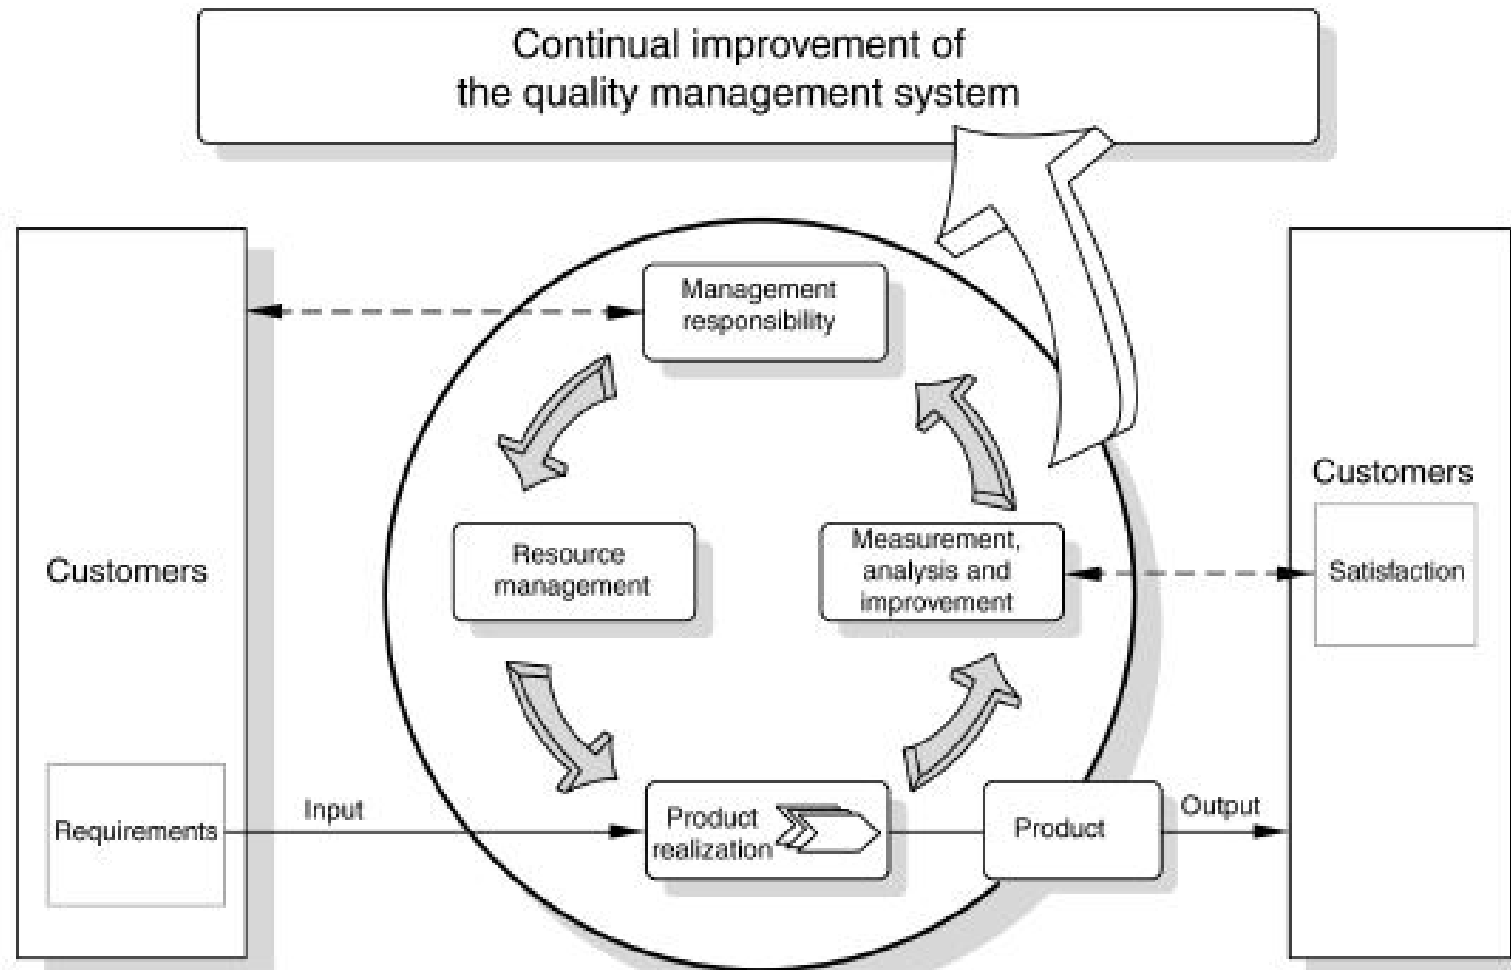 Continual improvement of
the quality management system
Management
responsibility
Customers
Resource
management
Measurement,
analysis and
improvement
Customers
Satisfaction
Requirements
Input
Product
realization
Product
Output